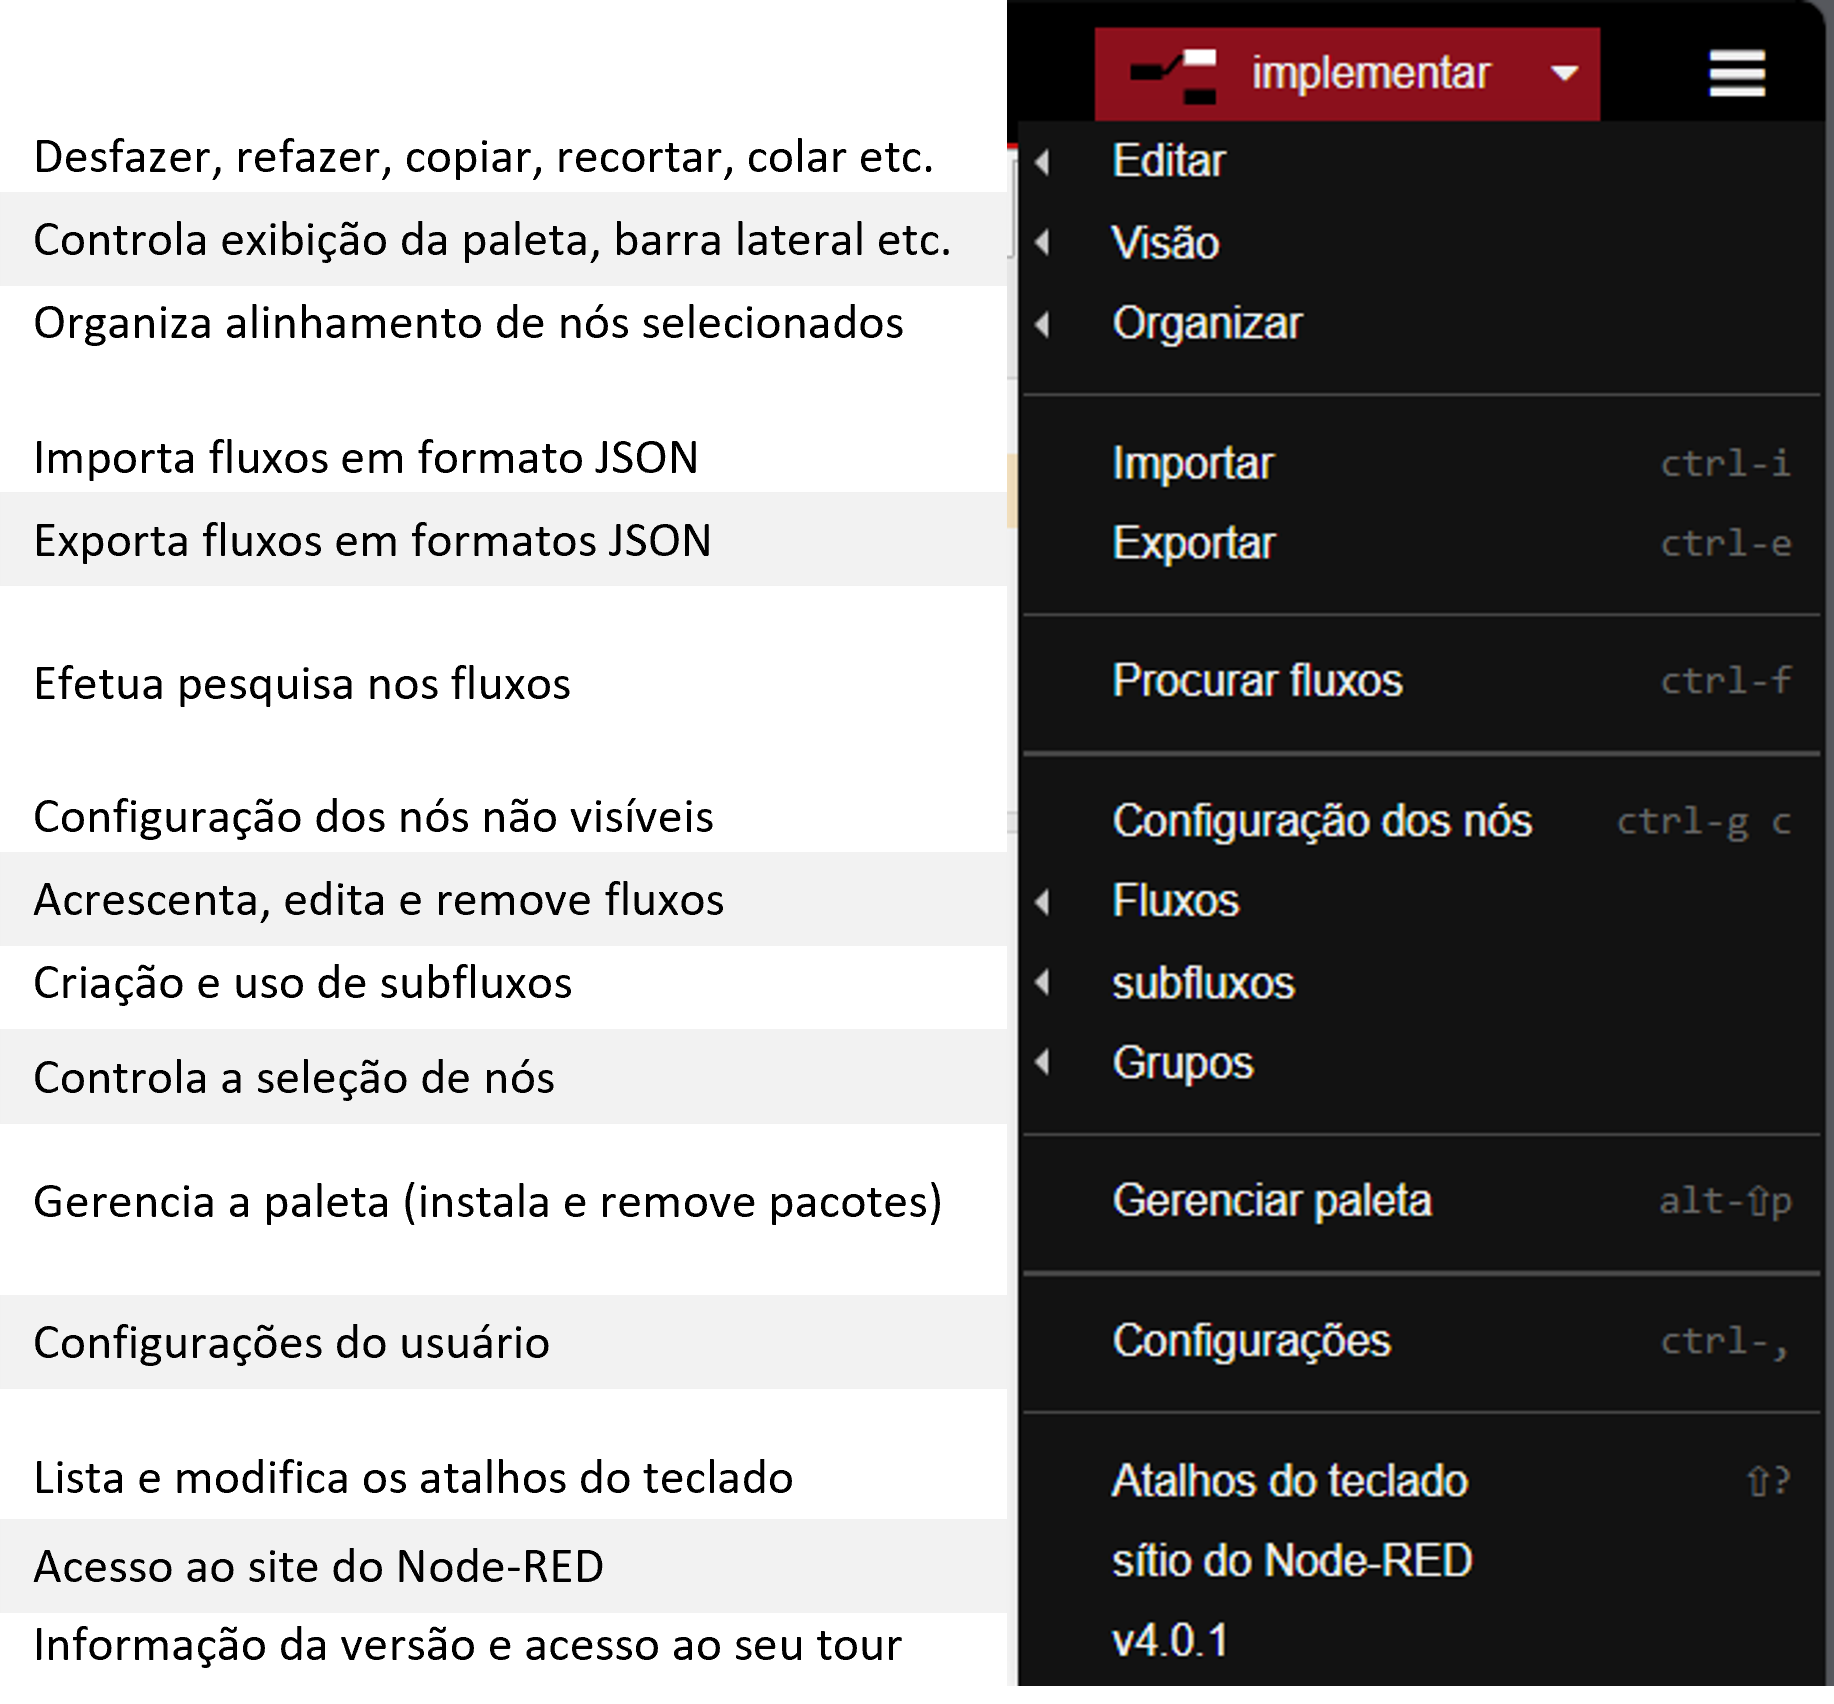 implementar
Desfazer, refazer, copiar, recortar, colar etc. Editar
Controla exibição da paleta, barra lateral etc. Visão
Organiza alinhamento de nós selecionados Organizar
Importa fluxos em formato JSON Importar ctrl-i
Exporta fluxos em formatos JSON Exportar ctrl-e
Efetua pesquisa nos fluxos Procurar fluxos ctrl-f
Configuração dos nós não visíveis Configuração dos nós ctrl-g c
Acrescenta, edita e remove fluxos Fluxos
Criação e uso de subfluxos subfluxos
Controla a seleção de nós Grupos
Gerencia a paleta (instala e remove pacotes) Gerenciar paleta alt-⇧p
Configurações do usuário Configurações ctrl-,
Lista e modifica os atalhos do teclado Atalhos do teclado ⇧?
Acesso ao site do Node-RED sítio do Node-RED
Informação da versão e acesso ao seu tour v4.0.1